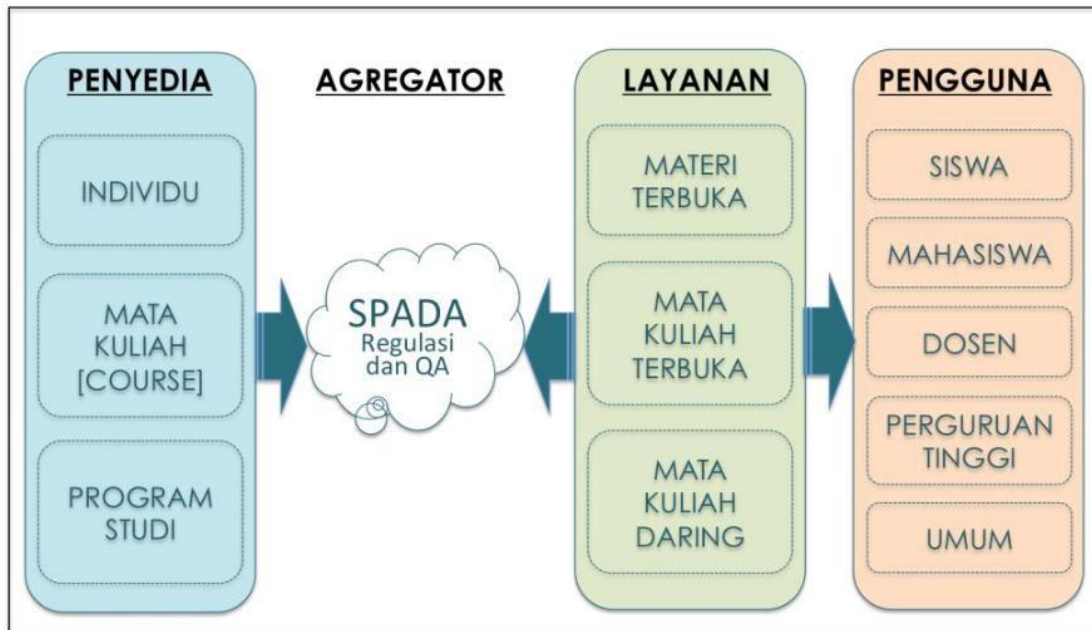 PENYEDIA
INDIVIDU
MATA
KULIAH
[COURSE]
PROGRAM
STUDI
AGREGATOR
SPADA
Regulasi
dan QA
LAYANAN
MATERI
TERBUKA
MATA
KULIAH
TERBUKA
MATA
KULIAH
DARING
PENGGUNA
SISWA
MAHASISWA
DOSEN
PERGURUAN
TINGGI
UMUM